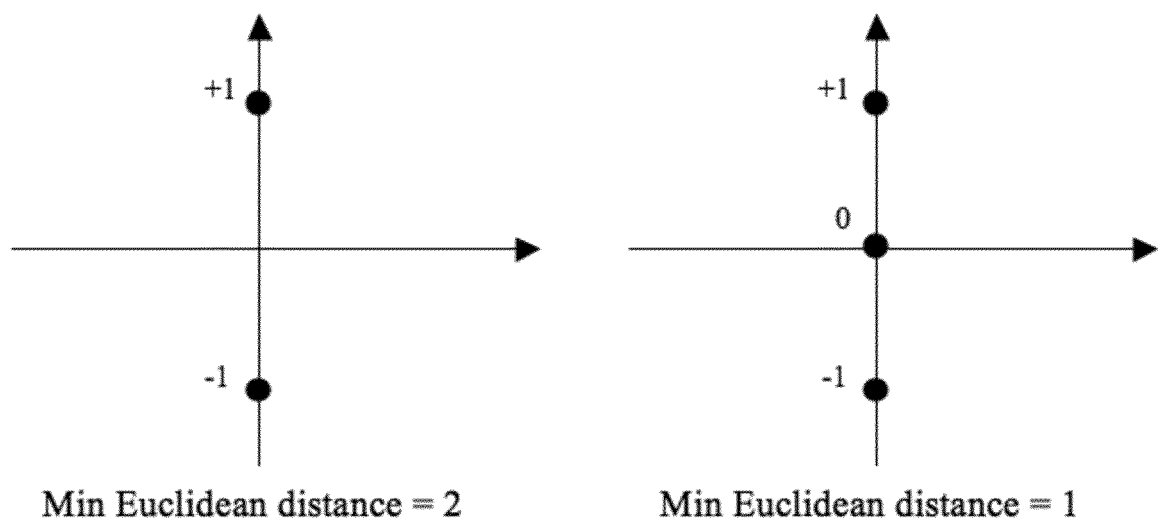 +1
-1
Min Euclidean distance = 2
+1
0
-1
Min Euclidean distance = 1